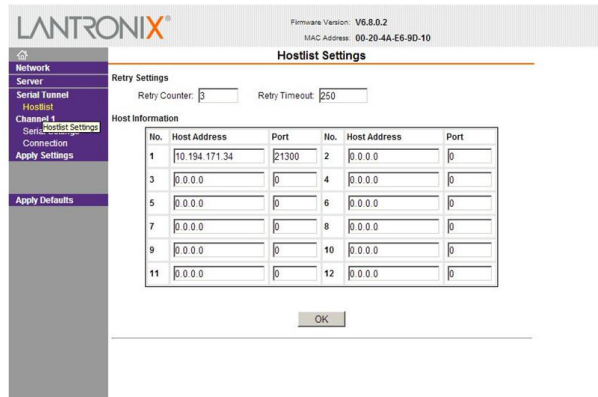 LANTRONIX®
Firmware Version: V6.8.0.2
MAC Address: 00-20-4A-E6-9D-10
Hostlist Settings
Network
Server
Serial Tunnel
Hostlist
Channel 1
Hostlist Settings
Connection
Apply Settings
Apply Defaults
Retry Settings
Retry Counter: 3 Retry Timeout: 250
Host Information
No. Host Address Port No. Host Address Port
1 10.194.171.34 21300 2 0.0.0.0 0
3 0.0.0.0 0 4 0.0.0.0 0
5 0.0.0.0 0 6 0.0.0.0 0
7 0.0.0.0 0 8 0.0.0.0 0
9 0.0.0.0 0 10 0.0.0.0 0
11 0.0.0.0 0 12 0.0.0.0 0
OK